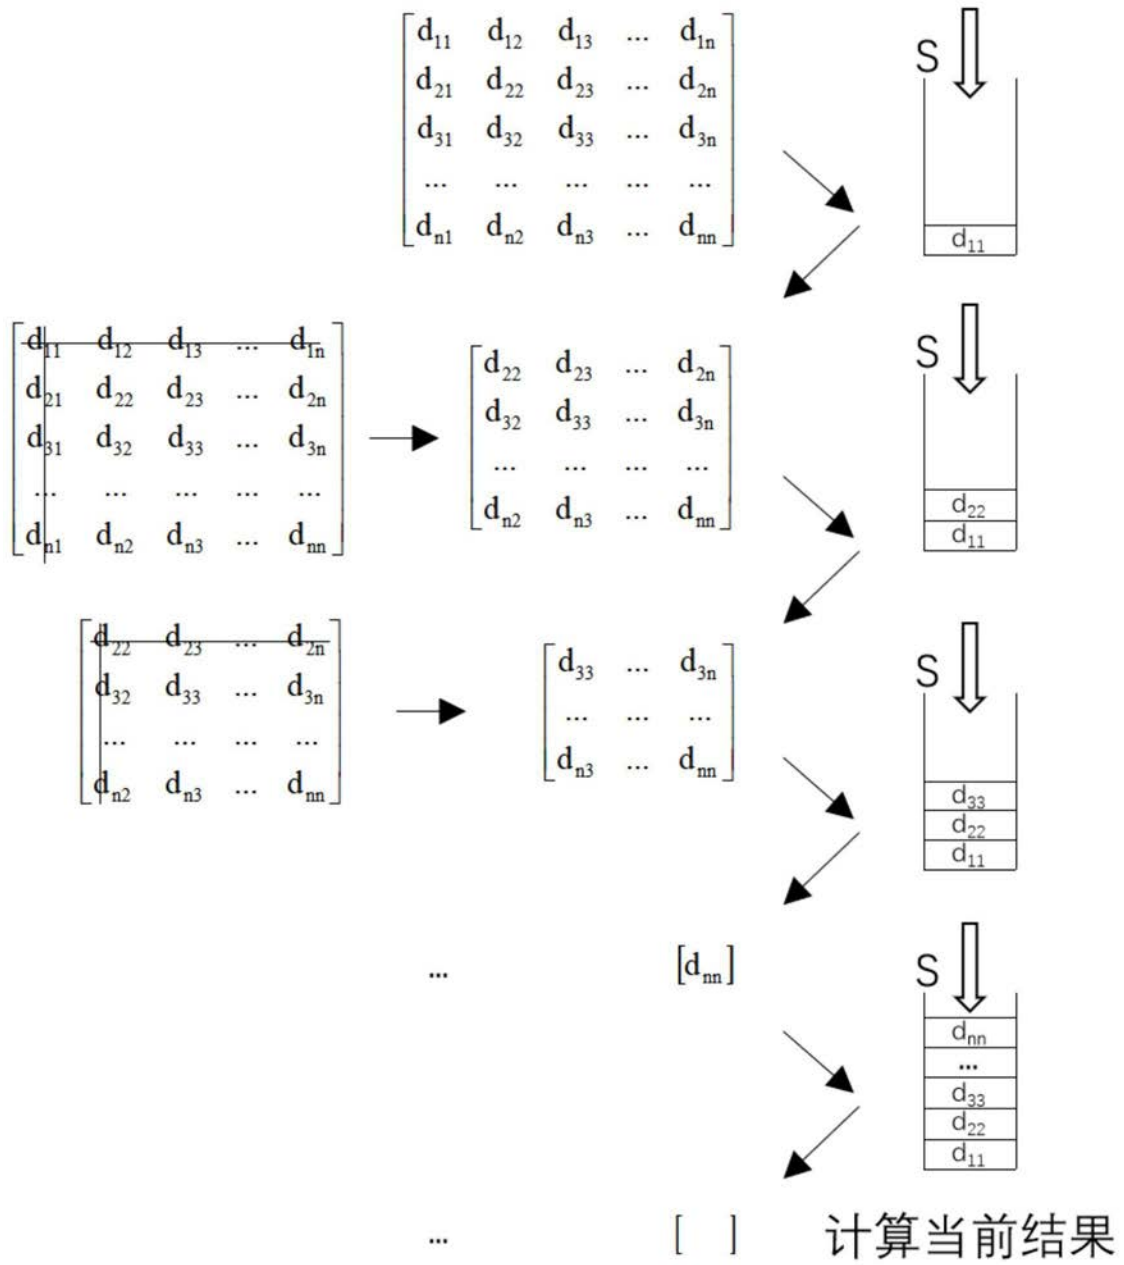 d11 d12 d13 ... d1n
d21 d22 d23 ... d2n
d31 d32 d33 ... d3n
... ... ... ... ...
dn1 dn2 dn3 ... dnn
S
d11
d11 d12 d13 ... d1n
d21 d22 d23 ... d2n
d31 d32 d33 ... d3n
... ... ... ... ...
dn1 dn2 dn3 ... dnn
d22 d23 ... d2n
d32 d33 ... d3n
... ... ... ...
dn2 dn3 ... dnn
S
d22
d11
d22 d23 ... d2n
d32 d33 ... d3n
... ... ... ...
dn2 dn3 ... dnn
d33 ... d3n
... ... ...
dn3 ... dnn
S
d33
d22
d11
... [dnn]
S
dnn
...
d33
d22
d11
... [ ] 计算当前结果